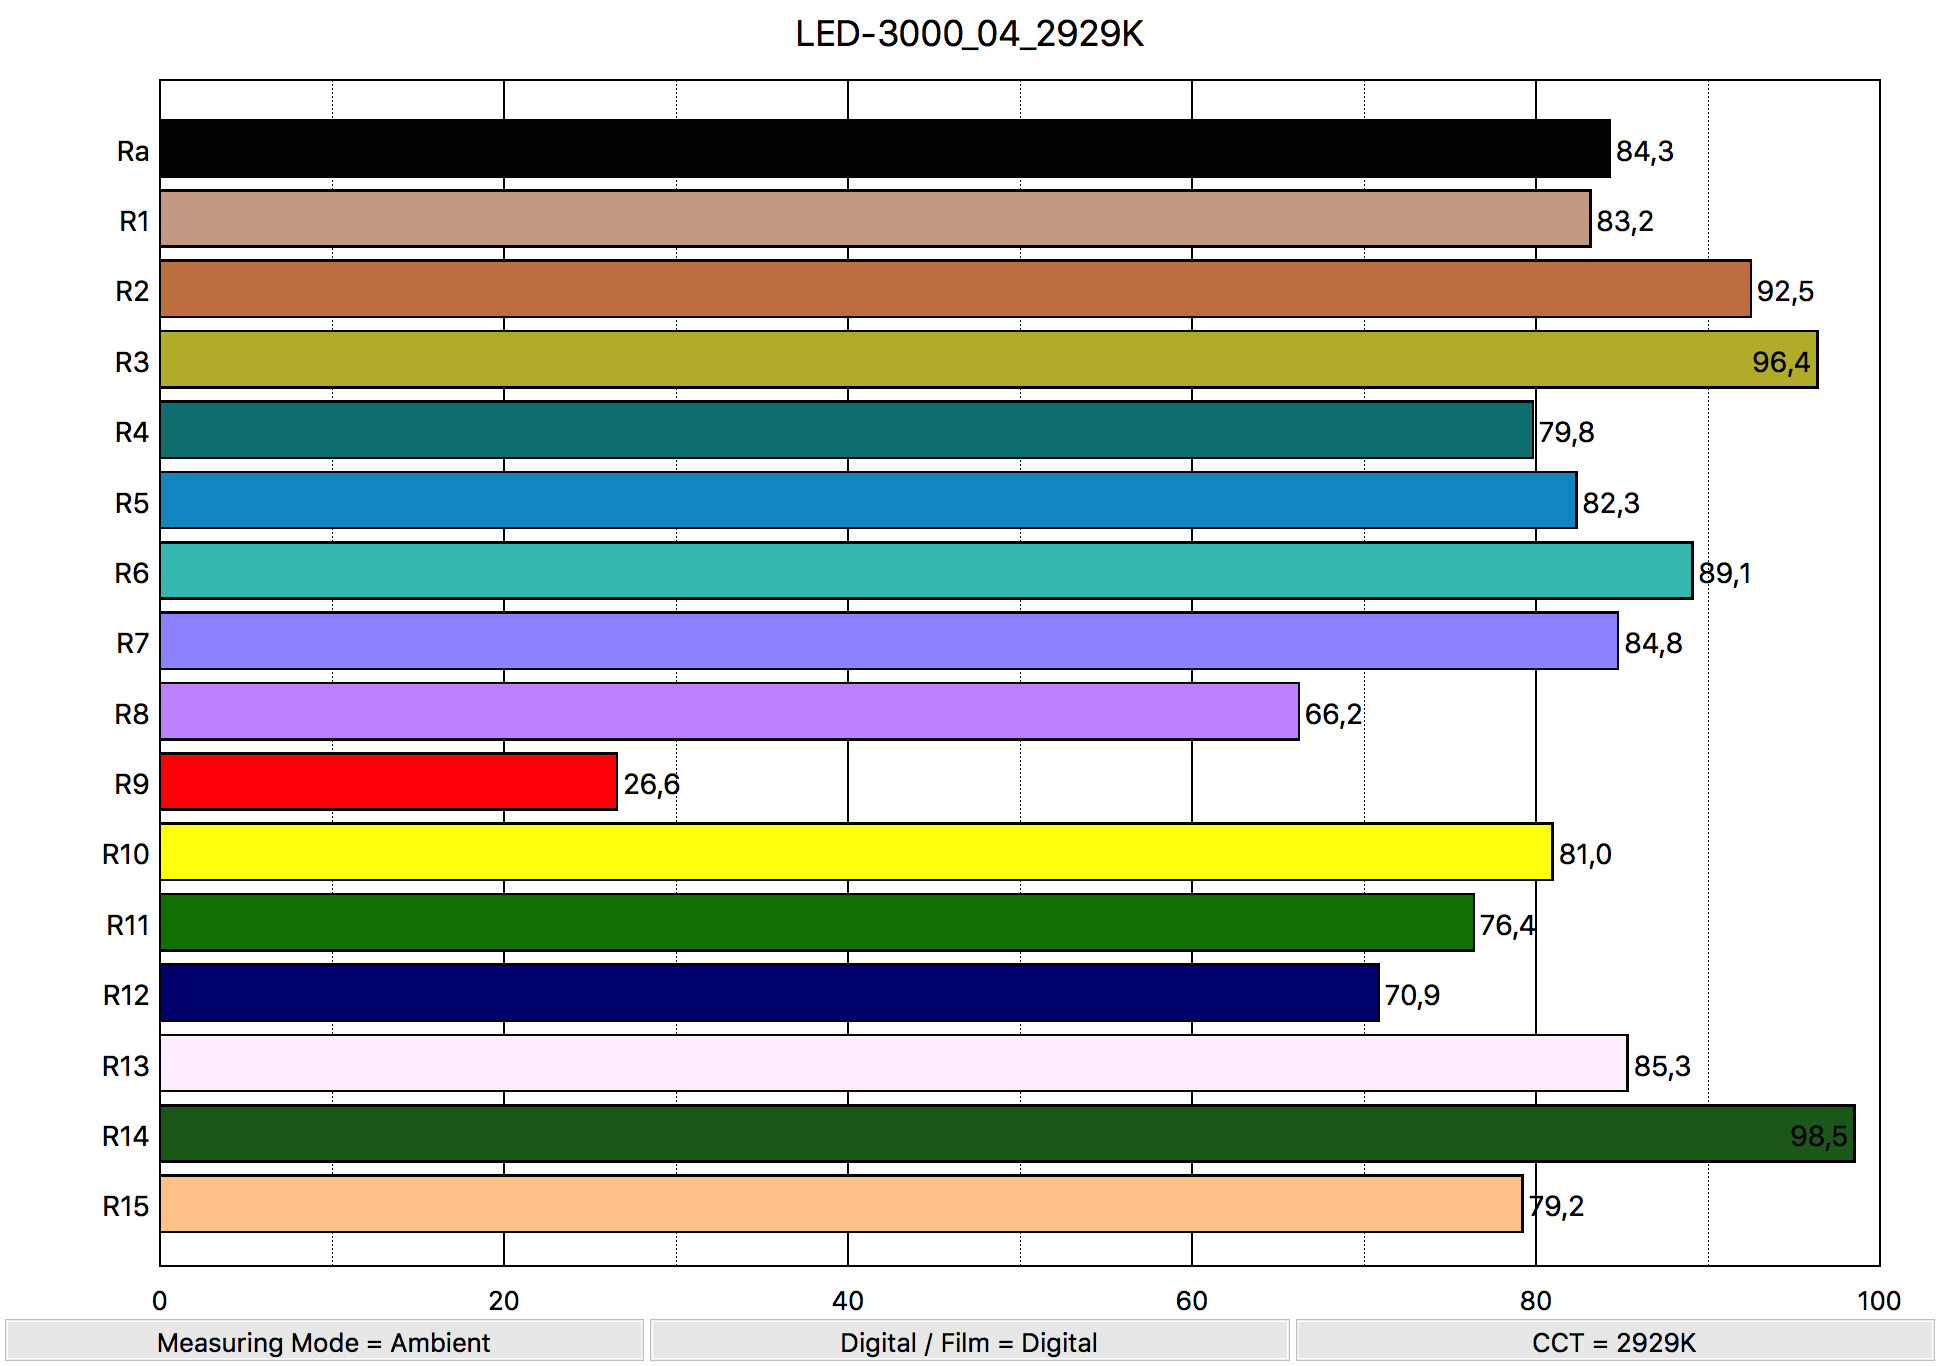 LED-3000_04_2929K
Ra 84,3
R1 83,2
R2 92,5
R3 96,4
R4 79,8
R5 82,3
R6 89,1
R7 84,8
R8 66,2
R9 26,6
R10 81,0
R11 76,4
R12 70,9
R13 85,3
R14 98,5
R15 79,2
0 20 40 60 80 100
Measuring Mode = Ambient Digital / Film = Digital CCT = 2929K